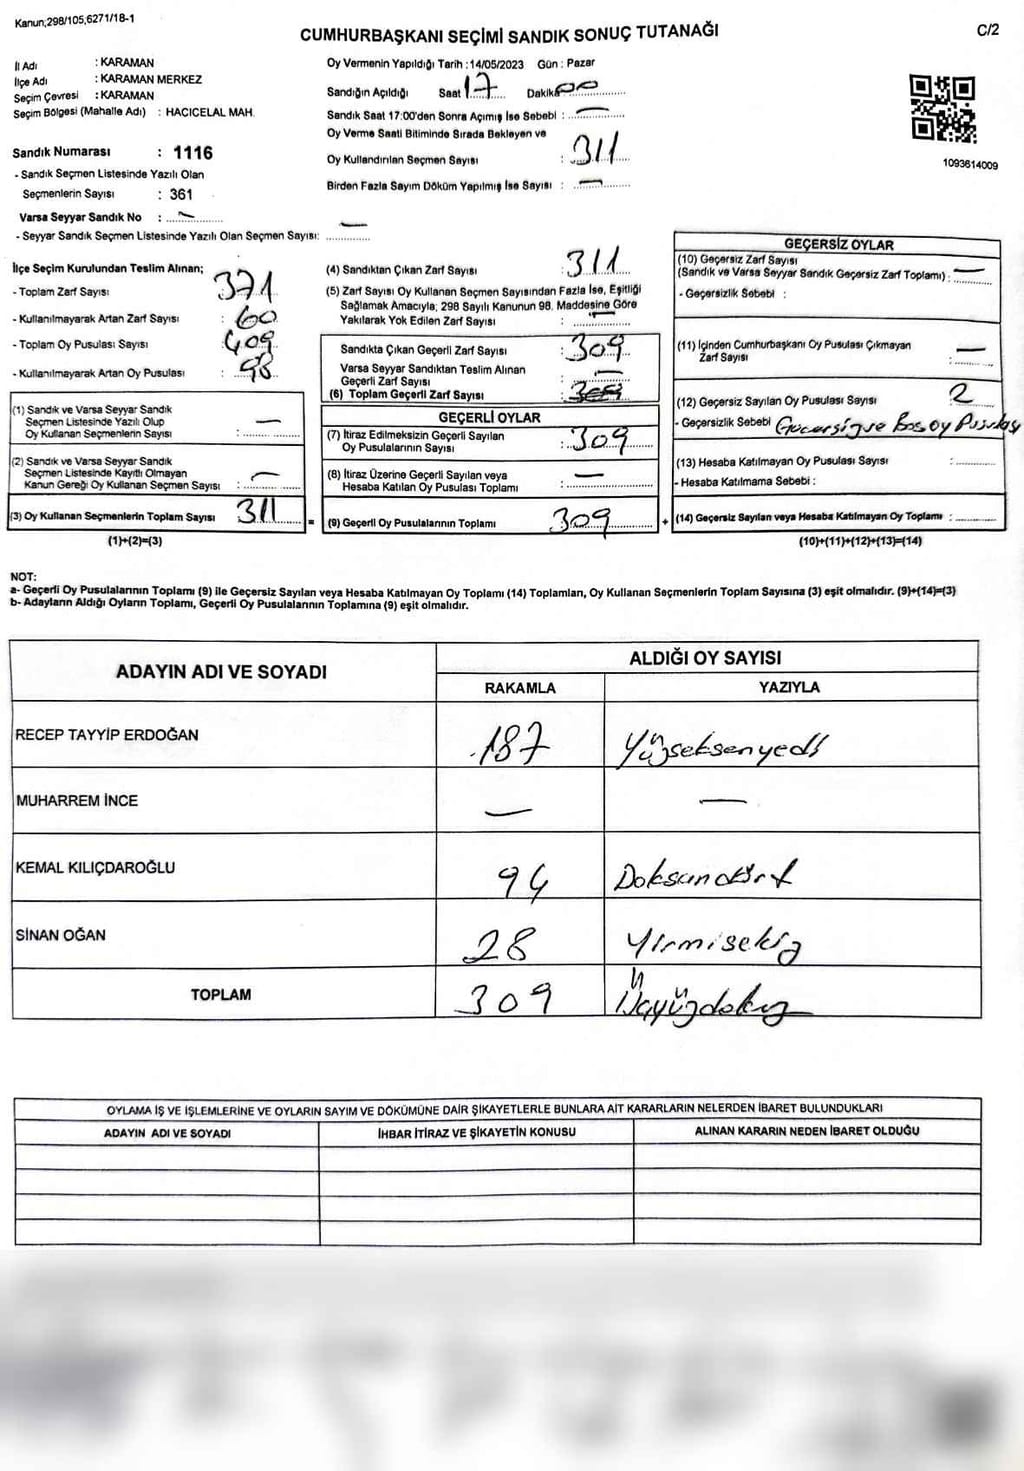 Kanun,298/105,6271/18-1
CUMHURBAŞKANI SEÇİMİ SANDIK SONUÇ TUTANAĞI
C/2
İl Adı : KARAMAN
İlçe Adı : KARAMAN MERKEZ
Seçim Çevresi : KARAMAN
Seçim Bölgesi (Mahalle Adı) : HACICELAL MAH.
Sandık Numarası : 1116
- Sandık Seçmen Listesinde Yazılı Olan
Seçmenlerin Sayısı : 361
Varsa Seyyar Sandık No : —
- Seyyar Sandık Seçmen Listesinde Yazılı Olan Seçmen Sayısı: —
Oy Vermenin Yapıldığı Tarih :14/05/2023 Gün : Pazar
Sandığın Açıldığı Saat 17 Dakika 00
Sandık Saat 17:00'den Sonra Açımış İse Sebebi : —
Oy Verme Saati Bitiminde Sırada Bekleyen ve
Oy Kullandırılan Seçmen Sayısı : 311
Birden Fazla Sayım Döküm Yapılmış İse Sayısı : —
1093614009
İlçe Seçim Kurulundan Teslim Alınan;
- Toplam Zarf Sayısı : 371
- Kullanılmayarak Artan Zarf Sayısı : 60
- Toplam Oy Pusulası Sayısı : 409
- Kullanılmayarak Artan Oy Pusulası : 98
(1) Sandık ve Varsa Seyyar Sandık
Seçmen Listesinde Yazılı Olup
Oy Kullanan Seçmenlerin Sayısı : —
(2) Sandık ve Varsa Seyyar Sandık
Seçmen Listesinde Kayıtlı Olmayan
Kanun Gereği Oy Kullanan Seçmen Sayısı : —
(3) Oy Kullanan Seçmenlerin Toplam Sayısı 311
(1)+(2)=(3)
(4) Sandıktan Çıkan Zarf Sayısı : 311
(5) Zarf Sayısı Oy Kullanan Seçmen Sayısından Fazla İse, Eşitliği
Sağlamak Amacıyla; 298 Sayılı Kanunun 98. Maddesine Göre
Yakılarak Yok Edilen Zarf Sayısı : —
Sandıkta Çıkan Geçerli Zarf Sayısı : 309
Varsa Seyyar Sandıktan Teslim Alınan
Geçerli Zarf Sayısı : —
(6) Toplam Geçerli Zarf Sayısı :
GEÇERLİ OYLAR
(7) İtiraz Edilmeksizin Geçerli Sayılan
Oy Pusulalarının Sayısı : 309
(8) İtiraz Üzerine Geçerli Sayılan veya
Hesaba Katılan Oy Pusulası Toplamı : —
= (9) Geçerli Oy Pusulalarının Toplamı 309
GEÇERSİZ OYLAR
(10) Geçersiz Zarf Sayısı
(Sandık ve Varsa Seyyar Sandık Geçersiz Zarf Toplamı) : —
- Geçersizlik Sebebi :
(11) İçinden Cumhurbaşkanı Oy Pusulası Çıkmayan
Zarf Sayısı : —
(12) Geçersiz Sayılan Oy Pusulası Sayısı : 2
- Geçersizlik Sebebi ve Boş oy Pusulası
(13) Hesaba Katılmayan Oy Pusulası Sayısı :
- Hesaba Katılmama Sebebi :
+ (14) Geçersiz Sayılan veya Hesaba Katılmayan Oy Toplamı :
(10)+(11)+(12)+(13)=(14)
NOT:
a- Geçerli Oy Pusulalarının Toplamı (9) ile Geçersiz Sayılan veya Hesaba Katılmayan Oy Toplamı (14) Toplamları, Oy Kullanan Seçmenlerin Toplam Sayısına (3) eşit olmalıdır. (9)+(14)=(3)
b- Adayların Aldığı Oyların Toplamı, Geçerli Oy Pusulalarının Toplamına (9) eşit olmalıdır.
ADAYIN ADI VE SOYADI
ALDIĞI OY SAYISI
RAKAMLA YAZIYLA
RECEP TAYYİP ERDOĞAN 187 Yüzseksenyedi
MUHARREM İNCE — —
KEMAL KILIÇDAROĞLU 94 Doksandört
SİNAN OĞAN 28 Yirmisekiz
TOPLAM 309 Üçyüzdokuz
OYLAMA İŞ VE İŞLEMLERİNE VE OYLARIN SAYIM VE DÖKÜMÜNE DAİR ŞİKAYETLERLE BUNLARA AİT KARARLARIN NELERDEN İBARET BULUNDUKLARI
ADAYIN ADI VE SOYADI İHBAR İTİRAZ VE ŞİKAYETİN KONUSU ALINAN KARARIN NEDEN İBARET OLDUĞU